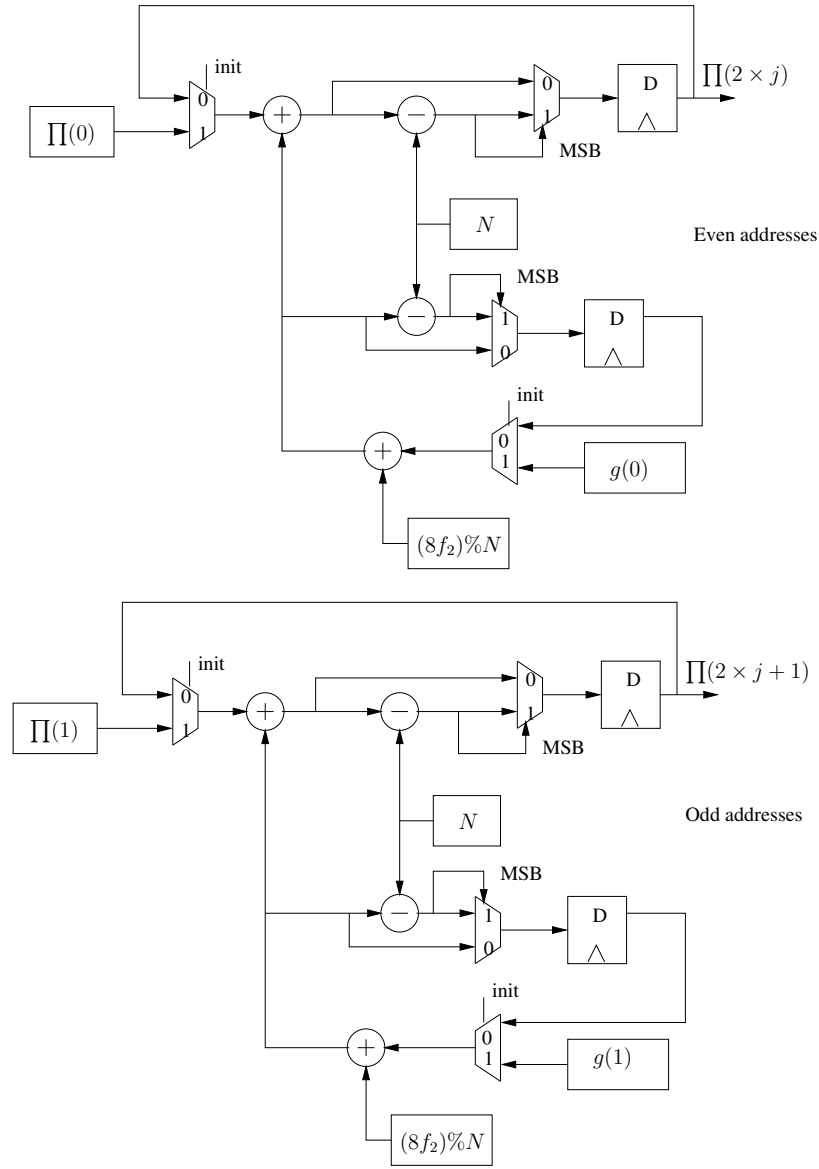 ∏(2 × j)
init
D
0
0
∏(0)
+
−
1
1
MSB
N
Even addresses
MSB
−
1
D
0
init
0
+
g(0)
1
(8f₂)%N
∏(2 × j + 1)
init
D
0
0
∏(1)
+
−
1
1
MSB
N
Odd addresses
MSB
−
1
D
0
init
0
+
g(1)
1
(8f₂)%N